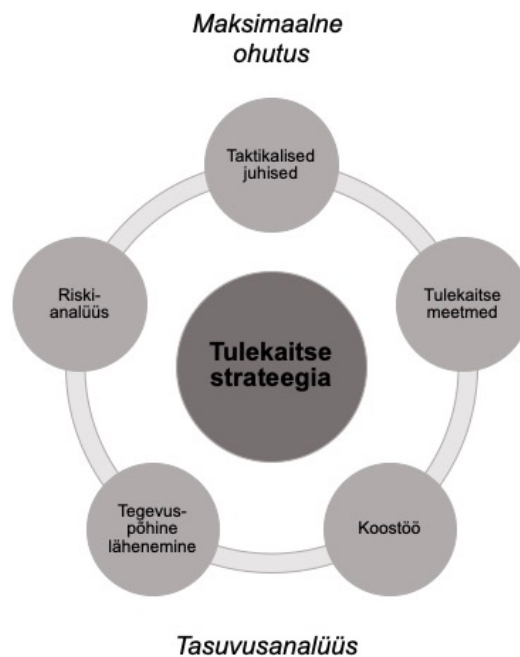 Maksimaalne
ohutus
Taktikalised
juhised
Riski-
analüüs
Tulekaitse
meetmed
Tulekaitse
strateegia
Tegevus-
põhine
lähenemine
Koostöö
Tasuvusanalüüs